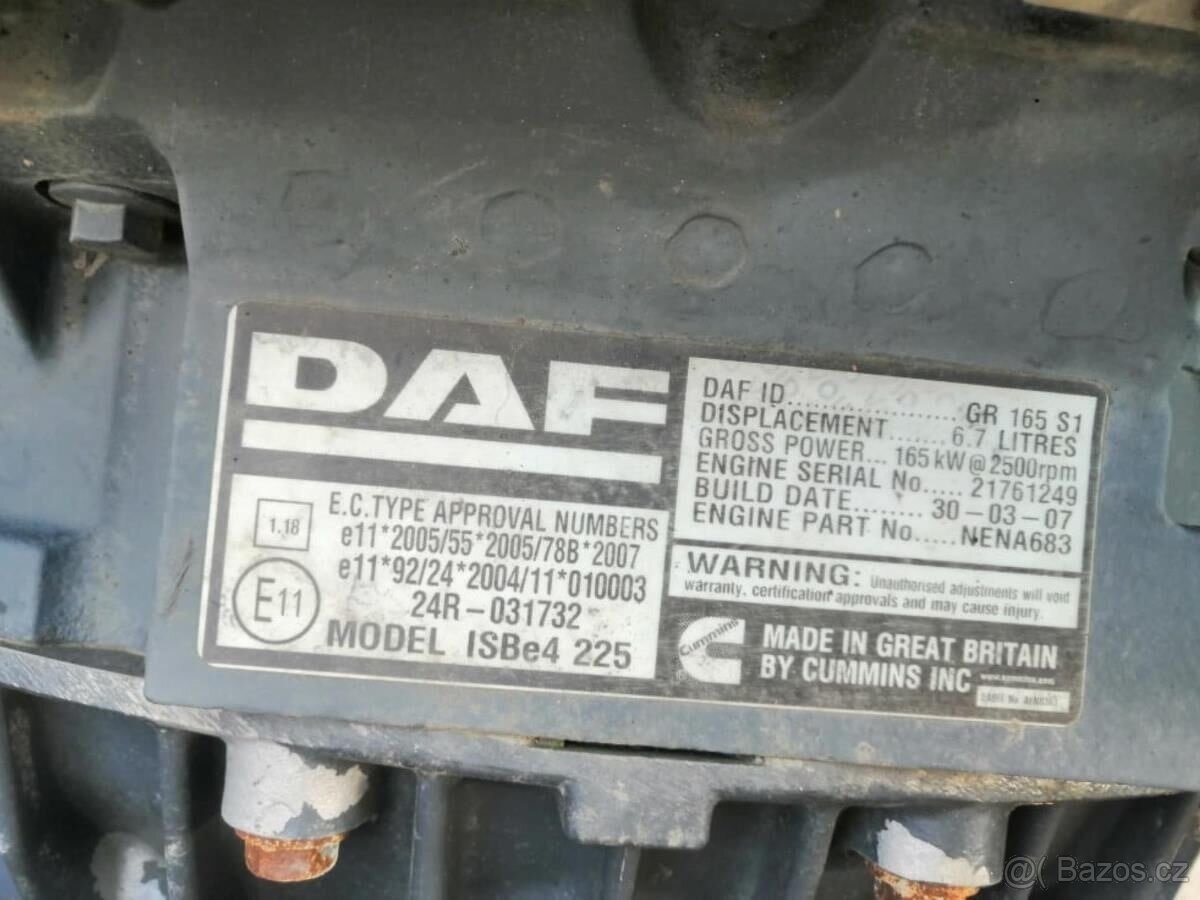 DAF
DAF ID.................... GR 165 S1
DISPLACEMENT....... 6.7 LITRES
GROSS POWER... 165 kW @ 2500rpm
ENGINE SERIAL No..... 21761249
BUILD DATE........ 30-03-07
ENGINE PART No..... NENA683
1.18
E11
E.C. TYPE APPROVAL NUMBERS
e11*2005/55*2005/78B*2007
e11*92/24*2004/11*010003
24R-031732
MODEL ISBe4 225
WARNING: Unauthorised adjustments will void
warranty, certification approvals and may cause injury.
Cummins
MADE IN GREAT BRITAIN
BY CUMMINS INC www.cummins.com
Bazos.cz